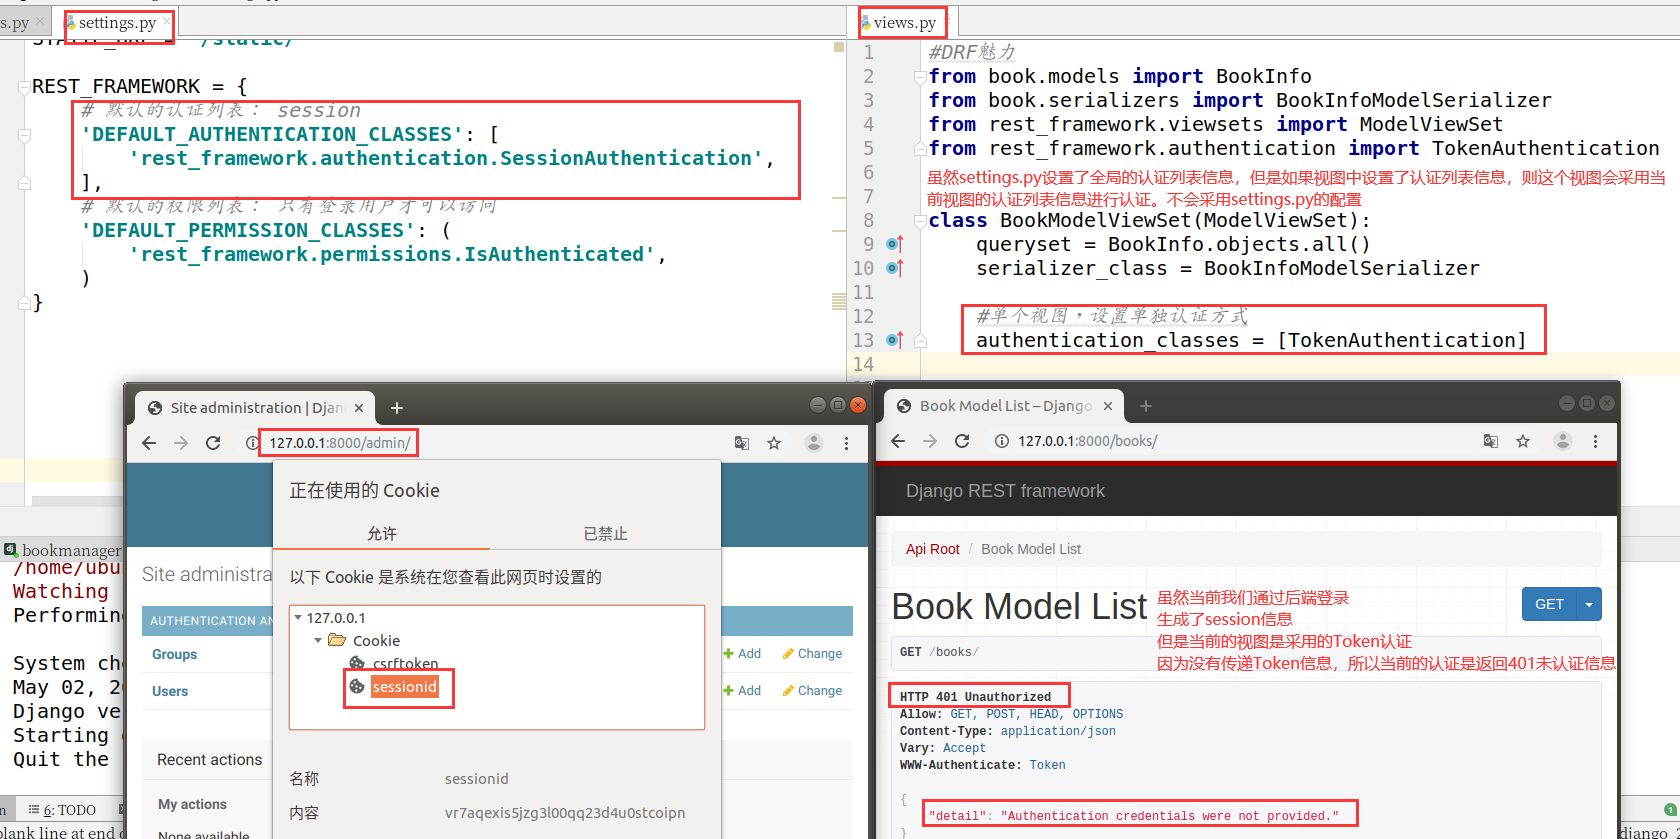 s.py
settings.py
views.py
REST_FRAMEWORK = {
# 默认的认证列表： session
'DEFAULT_AUTHENTICATION_CLASSES': [
'rest_framework.authentication.SessionAuthentication',
],
# 默认的权限列表： 只有登录用户才可以访问
'DEFAULT_PERMISSION_CLASSES': (
'rest_framework.permissions.IsAuthenticated',
)
}
1 #DRF魅力
2 from book.models import BookInfo
3 from book.serializers import BookInfoModelSerializer
4 from rest_framework.viewsets import ModelViewSet
5 from rest_framework.authentication import TokenAuthentication
6 虽然settings.py设置了全局的认证列表信息，但是如果视图中设置了认证列表信息，则这个视图会采用当
7 前视图的认证列表信息进行认证。不会采用settings.py的配置
8 class BookModelViewSet(ModelViewSet):
9 queryset = BookInfo.objects.all()
10 serializer_class = BookInfoModelSerializer
11
12 #单个视图，设置单独认证方式
13 authentication_classes = [TokenAuthentication]
14
Site administration | Djan
127.0.0.1:8000/admin/
正在使用的 Cookie
允许
已禁止
以下 Cookie 是系统在您查看此网页时设置的
127.0.0.1
Cookie
csrftoken
sessionid
名称 sessionid
内容 vr7aqexis5jzg3l00qq23d4u0stcoipn
Site administra
AUTHENTICATION AN
Groups
Add Change
Users
Add Change
Recent actions
My actions
None available
bookmanager
/home/ubu
Watching
Performin
System che
May 02, 20
Django ve
Starting
Quit the
6: TODO
blank line at end o
Book Model List – Django
127.0.0.1:8000/books/
Django REST framework
Api Root / Book Model List
Book Model List
虽然当前我们通过后端登录
生成了session信息
但是当前的视图是采用的Token认证
因为没有传递Token信息，所以当前的认证是返回401未认证信息
GET
GET /books/
HTTP 401 Unauthorized
Allow: GET, POST, HEAD, OPTIONS
Content-Type: application/json
Vary: Accept
WWW-Authenticate: Token
{
"detail": "Authentication credentials were not provided."
}
1
django